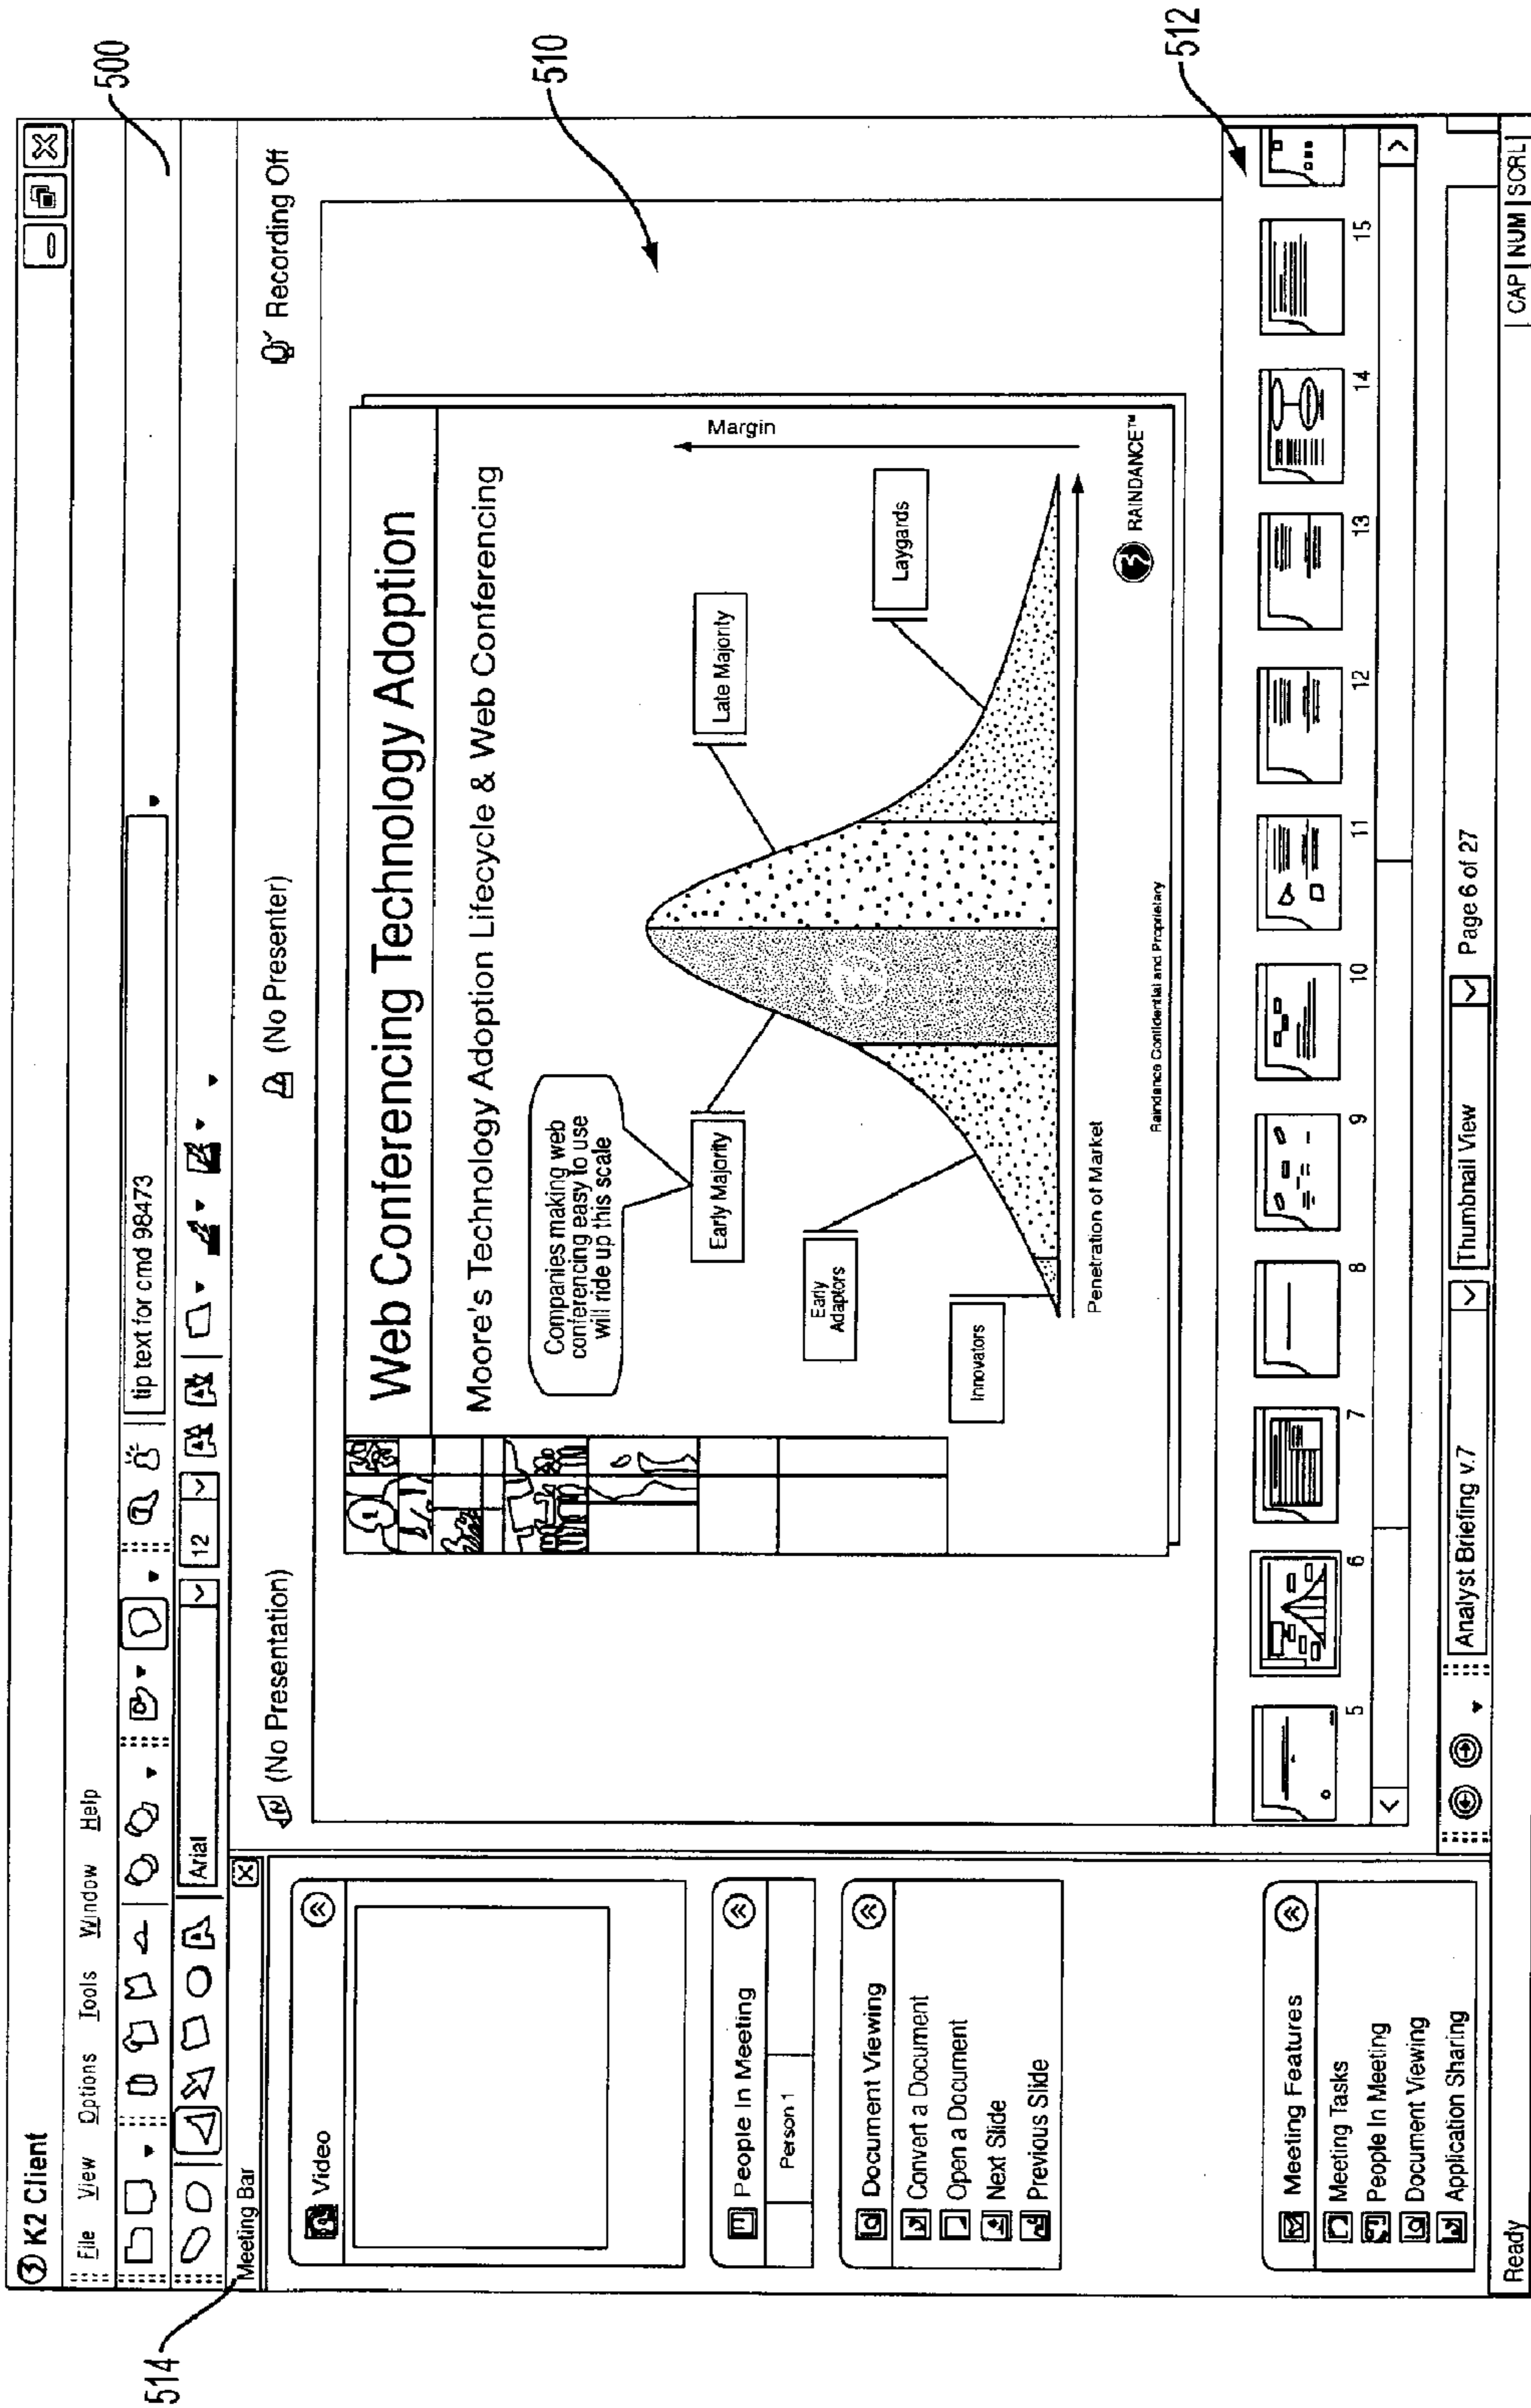 500
K2 Client
File View Options Tools Window Help
tip text for cmd 98473
Arial 12
514
Meeting Bar
(No Presentation) (No Presenter) Recording Off
Video
People In Meeting
Person 1
Document Viewing
Convert a Document
Open a Document
Next Slide
Previous Slide
Meeting Features
Meeting Tasks
People In Meeting
Document Viewing
Application Sharing
510
Web Conferencing Technology Adoption
Moore's Technology Adoption Lifecycle & Web Conferencing
Companies making web
conferencing easy to use
will ride up this scale
Early Majority
Late Majority
Margin
Early
Adaptors
Laygards
Innovators
Penetration of Market
RAINDANCE™
Raindance Confidential and Proprietary
512
5 6 7 8 9 10 11 12 13 14 15
Analyst Briefing v.7 Thumbnail View Page 6 of 27
Ready CAP NUM SCRL